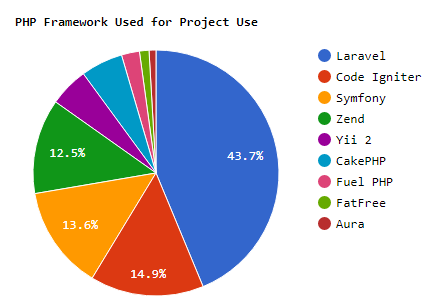 PHP Framework Used for Project Use
Laravel
Code Igniter
Symfony
Zend
Yii 2
CakePHP
Fuel PHP
FatFree
Aura
43.7%
12.5%
13.6%
14.9%